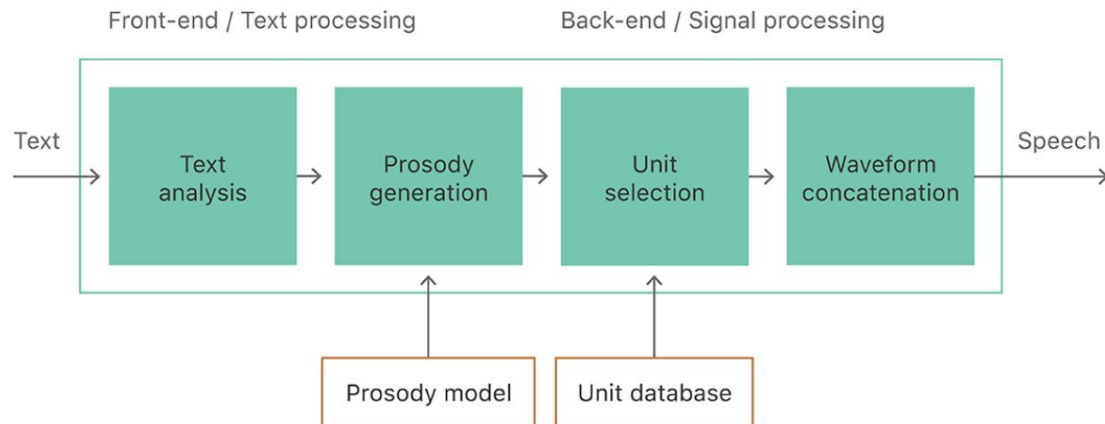 Front-end / Text processing
Back-end / Signal processing
Text
Text
analysis
Prosody
generation
Unit
selection
Waveform
concatenation
Speech
Prosody model
Unit database